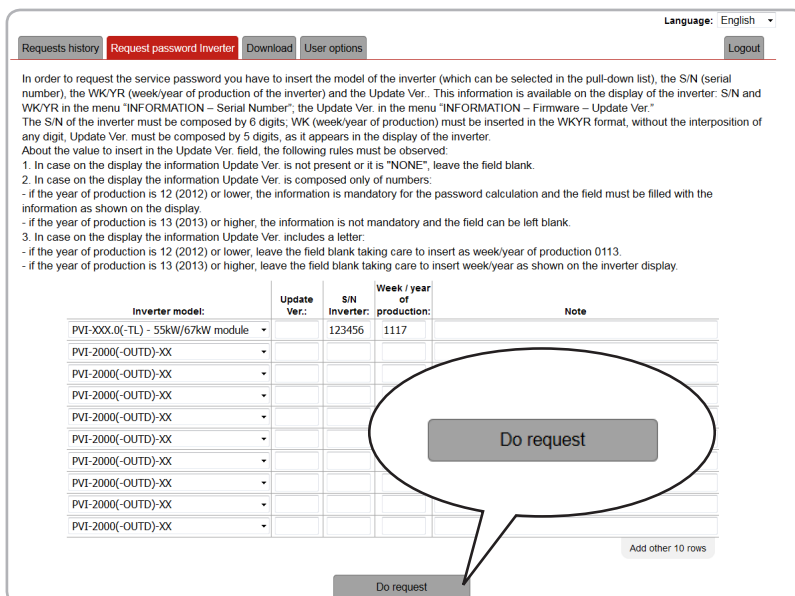 Language: English
Requests history Request password Inverter Download User options Logout
In order to request the service password you have to insert the model of the inverter (which can be selected in the pull-down list), the S/N (serial
number), the WK/YR (week/year of production of the inverter) and the Update Ver.. This information is available on the display of the inverter: S/N and
WK/YR in the menu "INFORMATION – Serial Number"; the Update Ver. in the menu "INFORMATION – Firmware – Update Ver."
The S/N of the inverter must be composed by 6 digits; WK (week/year of production) must be inserted in the WKYR format, without the interposition of
any digit, Update Ver. must be composed by 5 digits, as it appears in the display of the inverter.
About the value to insert in the Update Ver. field, the following rules must be observed:
1. In case on the display the information Update Ver. is not present or it is "NONE", leave the field blank.
2. In case on the display the information Update Ver. is composed only of numbers:
- if the year of production is 12 (2012) or lower, the information is mandatory for the password calculation and the field must be filled with the
information as shown on the display.
- if the year of production is 13 (2013) or higher, the information is not mandatory and the field can be left blank.
3. In case on the display the information Update Ver. includes a letter:
- if the year of production is 12 (2012) or lower, leave the field blank taking care to insert as week/year of production 0113.
- if the year of production is 13 (2013) or higher, leave the field blank taking care to insert week/year as shown on the inverter display.
Inverter model: Update Ver.: S/N Inverter: Week / year of production: Note
PVI-XXX.0(-TL) - 55kW/67kW module 123456 1117
PVI-2000(-OUTD)-XX
PVI-2000(-OUTD)-XX
PVI-2000(-OUTD)-XX
PVI-2000(-OUTD)-XX
PVI-2000(-OUTD)-XX
PVI-2000(-OUTD)-XX
PVI-2000(-OUTD)-XX
PVI-2000(-OUTD)-XX
PVI-2000(-OUTD)-XX
Do request
Add other 10 rows
Do request